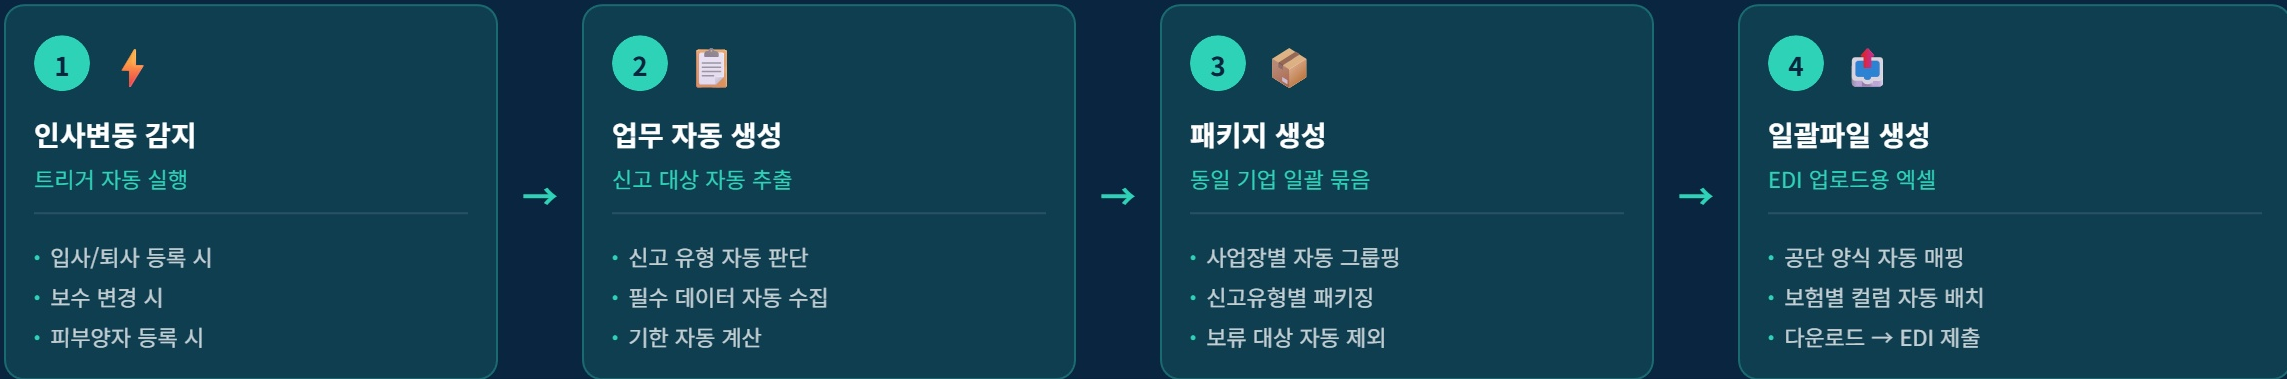 1
인사변동 감지
트리거 자동 실행
• 입사/퇴사 등록 시
• 보수 변경 시
• 피부양자 등록 시
→
2
업무 자동 생성
신고 대상 자동 추출
• 신고 유형 자동 판단
• 필수 데이터 자동 수집
• 기한 자동 계산
→
3
패키지 생성
동일 기업 일괄 묶음
• 사업장별 자동 그룹핑
• 신고유형별 패키징
• 보류 대상 자동 제외
→
4
일괄파일 생성
EDI 업로드용 엑셀
• 공단 양식 자동 매핑
• 보험별 컬럼 자동 배치
• 다운로드 → EDI 제출